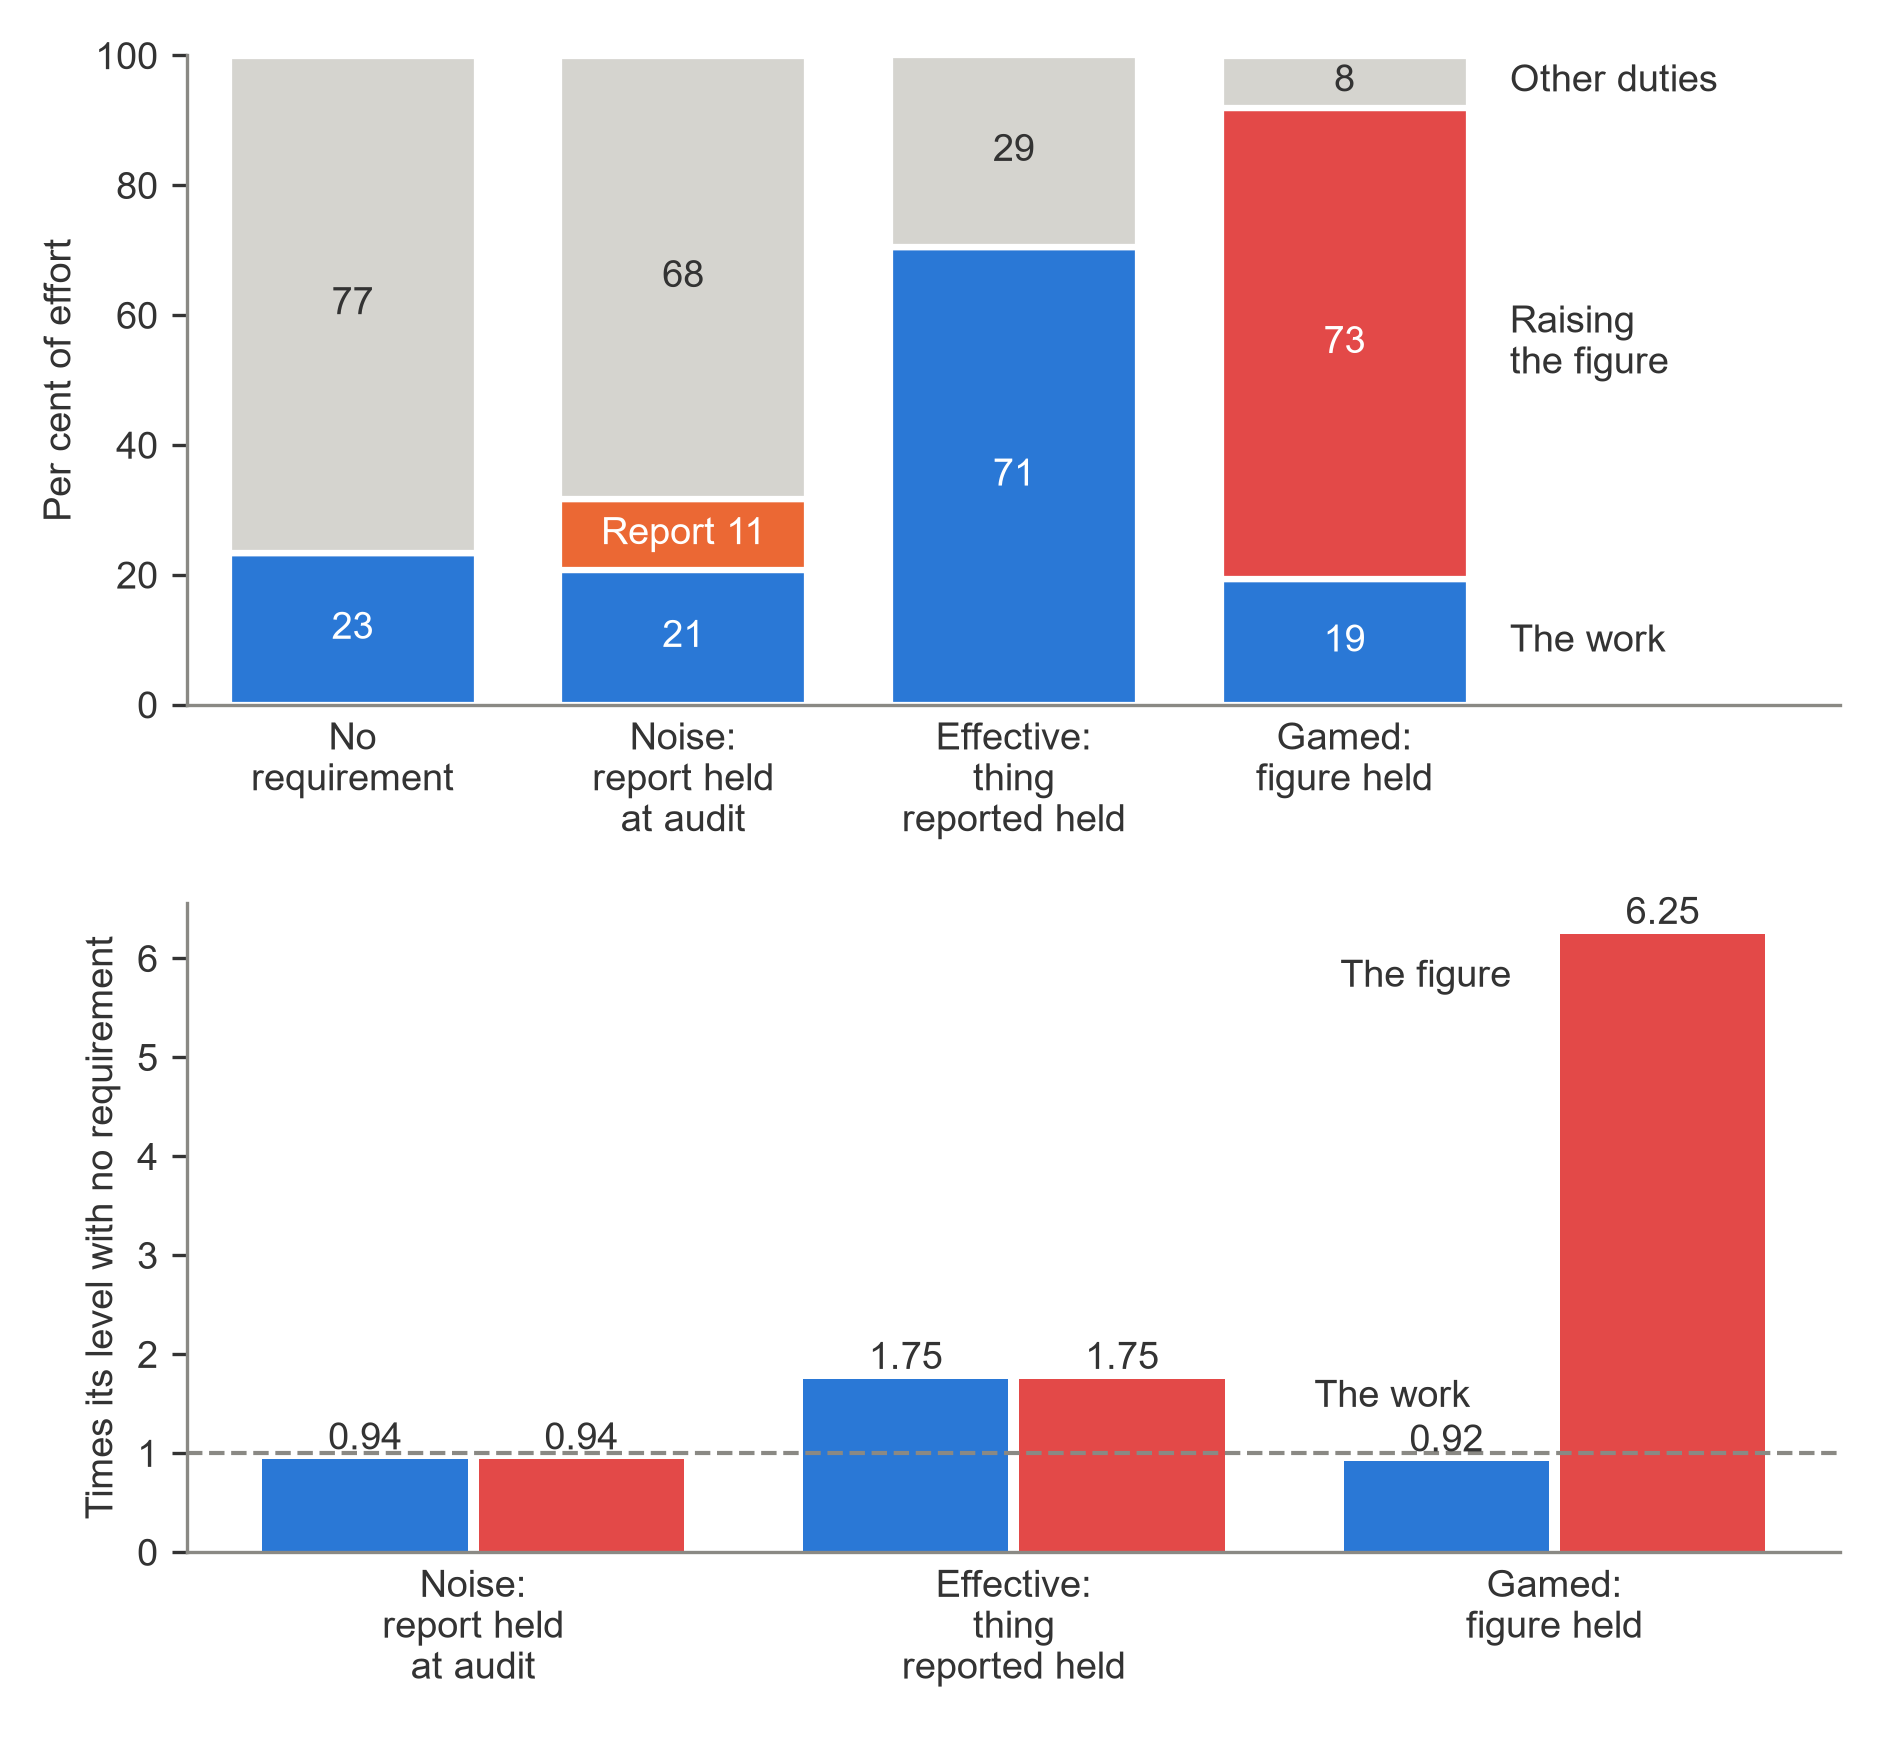 100
80
60
40
20
0
Per cent of effort
77
23
68
Report 11
21
29
71
8
73
19
Other duties
Raising
the figure
The work
No
requirement
Noise:
report held
at audit
Effective:
thing
reported held
Gamed:
figure held
6
5
4
3
2
1
0
Times its level with no requirement
0.94
0.94
1.75
1.75
The work
0.92
The figure
6.25
Noise:
report held
at audit
Effective:
thing
reported held
Gamed:
figure held